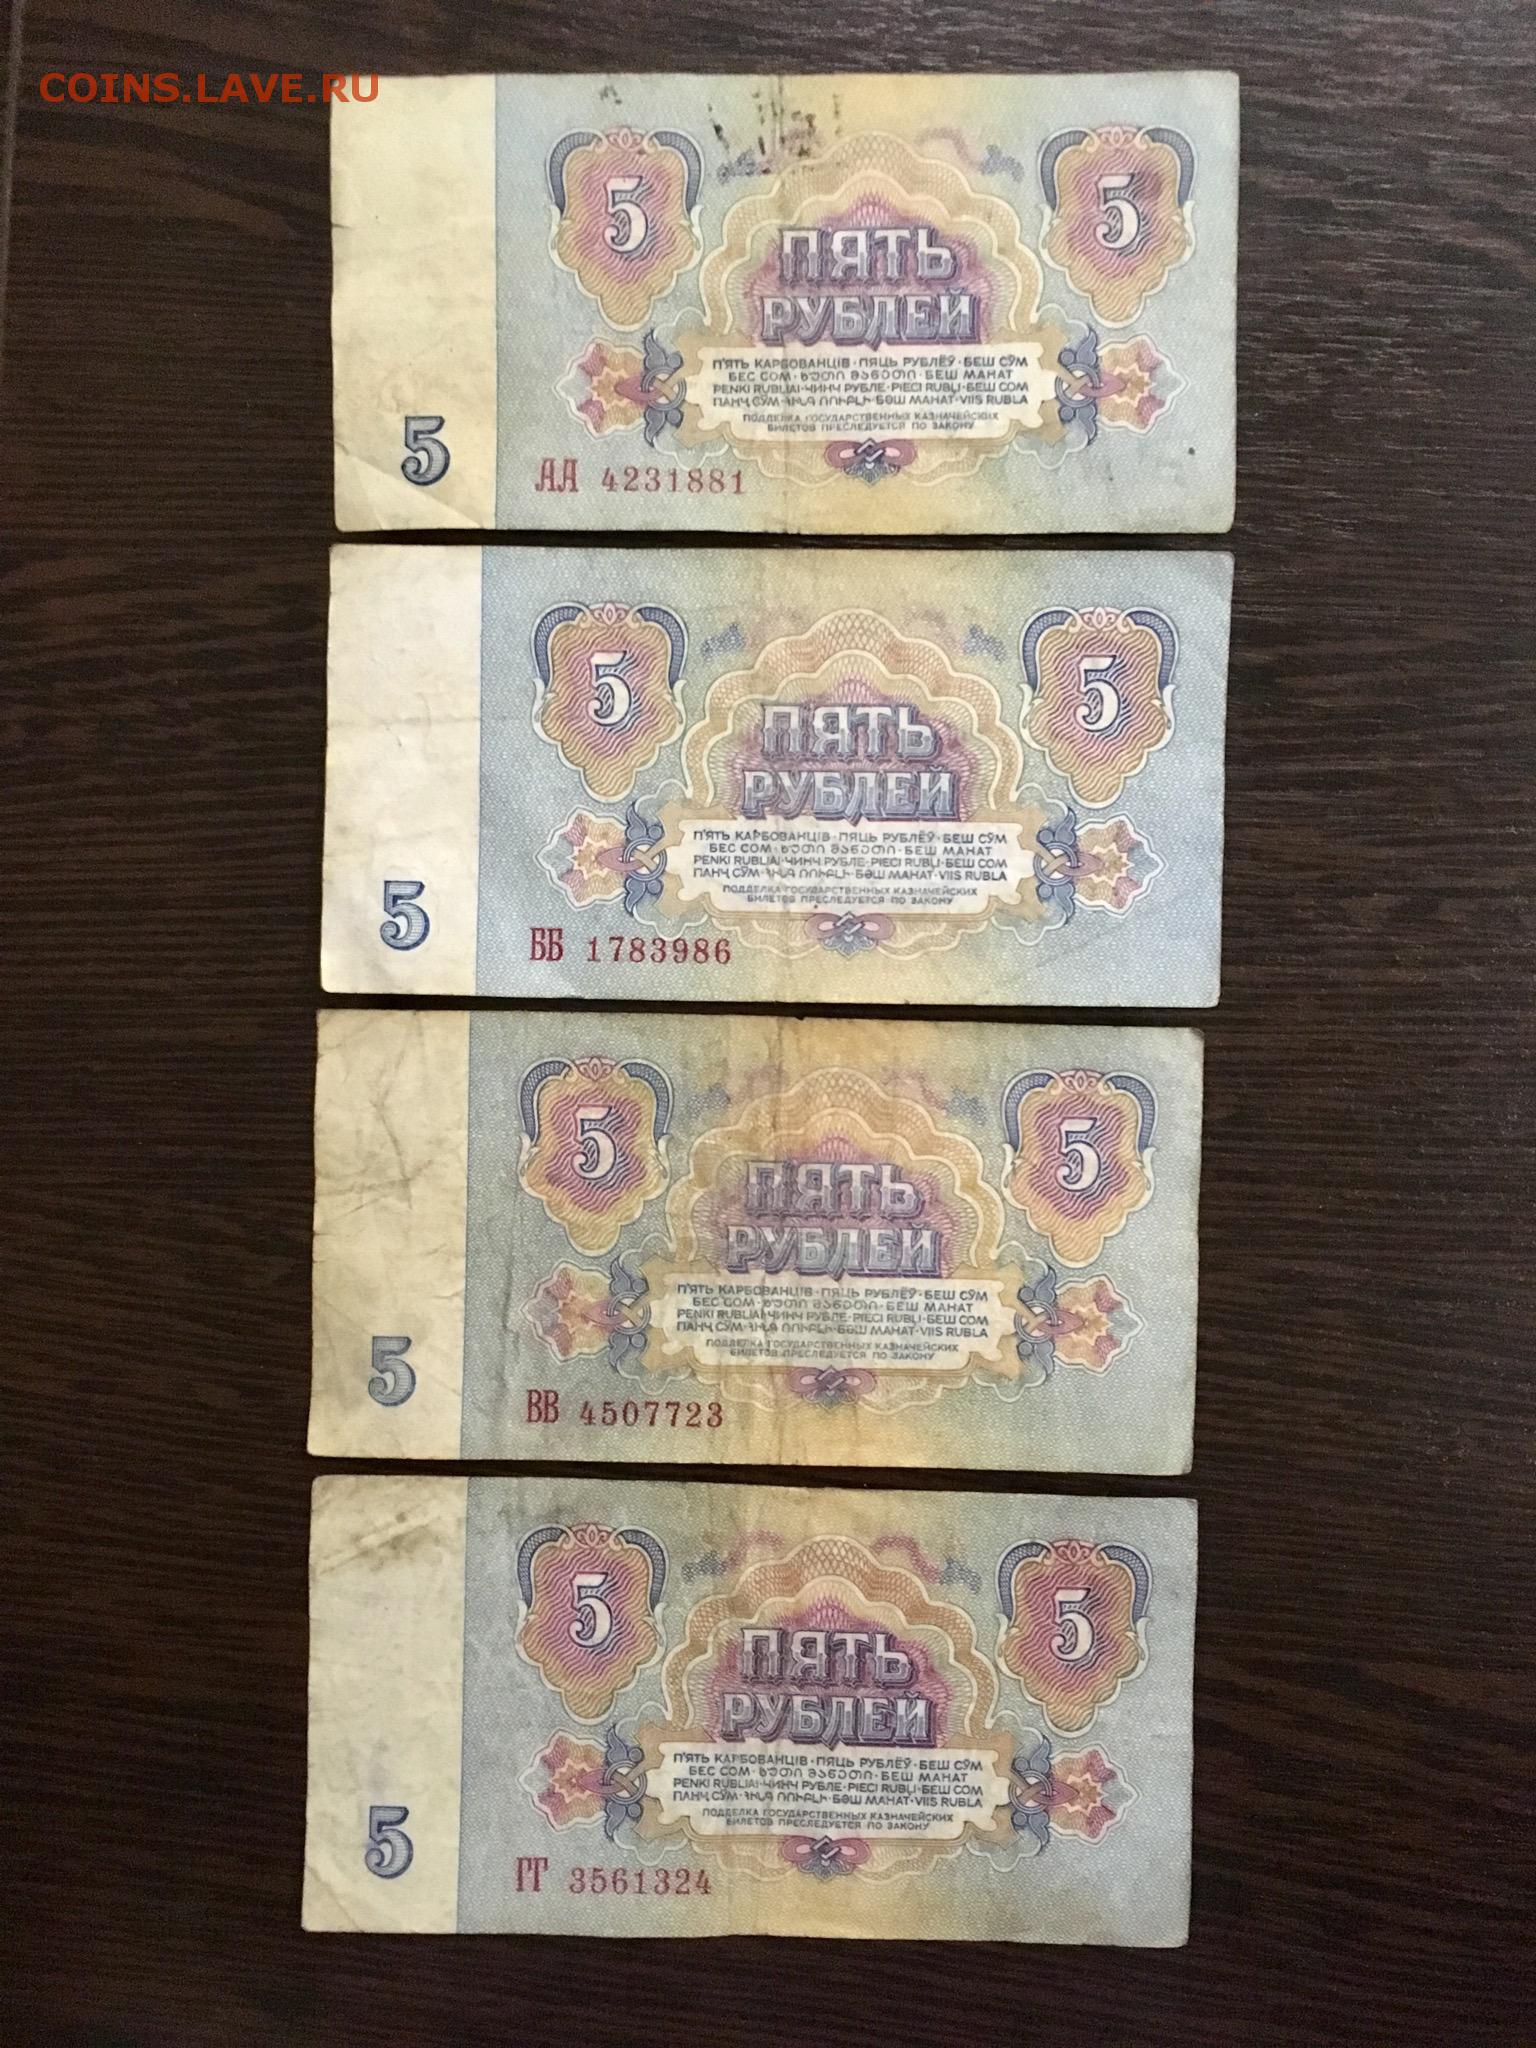 COINS.LAVE.RU
5 5
ПЯТЬ
РУБЛЕЙ
П'ЯТЬ КАРБОВАНЦІВ · ПЯЦЬ РУБЛЁЎ · БЕШ СЎМ
БЕС СОМ · ხუთი მანეთი · БЕШ МАНАТ
PENKI RUBLIAI · ЧИНЧ РУБЛЕ · PIECI RUBĻI · БЕШ СОМ
ПАНҶ СЎМ · ՀԻՆԳ ՌՈՒԲԼԻ · БӘШ МАНАТ · VIIS RUBLA
ПОДДЕЛКА ГОСУДАРСТВЕННЫХ КАЗНАЧЕЙСКИХ
БИЛЕТОВ ПРЕСЛЕДУЕТСЯ ПО ЗАКОНУ
5
АА 4231881
5 5
ПЯТЬ
РУБЛЕЙ
П'ЯТЬ КАРБОВАНЦІВ · ПЯЦЬ РУБЛЁЎ · БЕШ СЎМ
БЕС СОМ · ხუთი მანეთი · БЕШ МАНАТ
PENKI RUBLIAI · ЧИНЧ РУБЛЕ · PIECI RUBĻI · БЕШ СОМ
ПАНҶ СЎМ · ՀԻՆԳ ՌՈՒԲԼԻ · БӘШ МАНАТ · VIIS RUBLA
ПОДДЕЛКА ГОСУДАРСТВЕННЫХ КАЗНАЧЕЙСКИХ
БИЛЕТОВ ПРЕСЛЕДУЕТСЯ ПО ЗАКОНУ
5
ББ 1783986
5 5
ПЯТЬ
РУБЛЕЙ
П'ЯТЬ КАРБОВАНЦІВ · ПЯЦЬ РУБЛЁЎ · БЕШ СЎМ
БЕС СОМ · ხუთი მანეთი · БЕШ МАНАТ
PENKI RUBLIAI · ЧИНЧ РУБЛЕ · PIECI RUBĻI · БЕШ СОМ
ПАНҶ СЎМ · ՀԻՆԳ ՌՈՒԲԼԻ · БӘШ МАНАТ · VIIS RUBLA
ПОДДЕЛКА ГОСУДАРСТВЕННЫХ КАЗНАЧЕЙСКИХ
БИЛЕТОВ ПРЕСЛЕДУЕТСЯ ПО ЗАКОНУ
5
ВВ 4507723
5 5
ПЯТЬ
РУБЛЕЙ
П'ЯТЬ КАРБОВАНЦІВ · ПЯЦЬ РУБЛЁЎ · БЕШ СЎМ
БЕС СОМ · ხუთი მანეთი · БЕШ МАНАТ
PENKI RUBLIAI · ЧИНЧ РУБЛЕ · PIECI RUBĻI · БЕШ СОМ
ПАНҶ СЎМ · ՀԻՆԳ ՌՈՒԲԼԻ · БӘШ МАНАТ · VIIS RUBLA
ПОДДЕЛКА ГОСУДАРСТВЕННЫХ КАЗНАЧЕЙСКИХ
БИЛЕТОВ ПРЕСЛЕДУЕТСЯ ПО ЗАКОНУ
5
ГГ 3561324